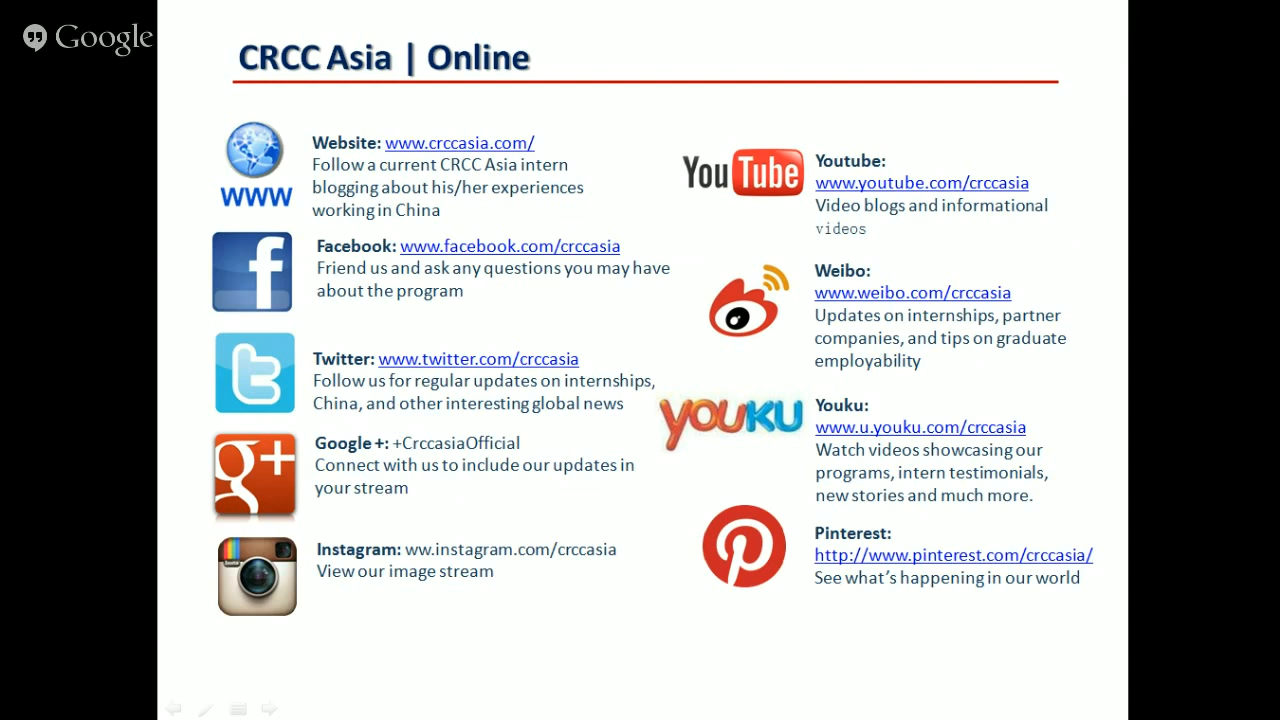 Google
CRCC Asia | Online
WWW
Website: www.crccasia.com/
Follow a current CRCC Asia intern
blogging about his/her experiences
working in China
f
Facebook: www.facebook.com/crccasia
Friend us and ask any questions you may have
about the program
t
Twitter: www.twitter.com/crccasia
Follow us for regular updates on internships,
China, and other interesting global news
g+
Google +: +CrccasiaOfficial
Connect with us to include our updates in
your stream
Instagram: ww.instagram.com/crccasia
View our image stream
You Tube
Youtube:
www.youtube.com/crccasia
Video blogs and informational
videos
Weibo:
www.weibo.com/crccasia
Updates on internships, partner
companies, and tips on graduate
employability
YOUKU
Youku:
www.u.youku.com/crccasia
Watch videos showcasing our
programs, intern testimonials,
new stories and much more.
Pinterest:
http://www.pinterest.com/crccasia/
See what's happening in our world